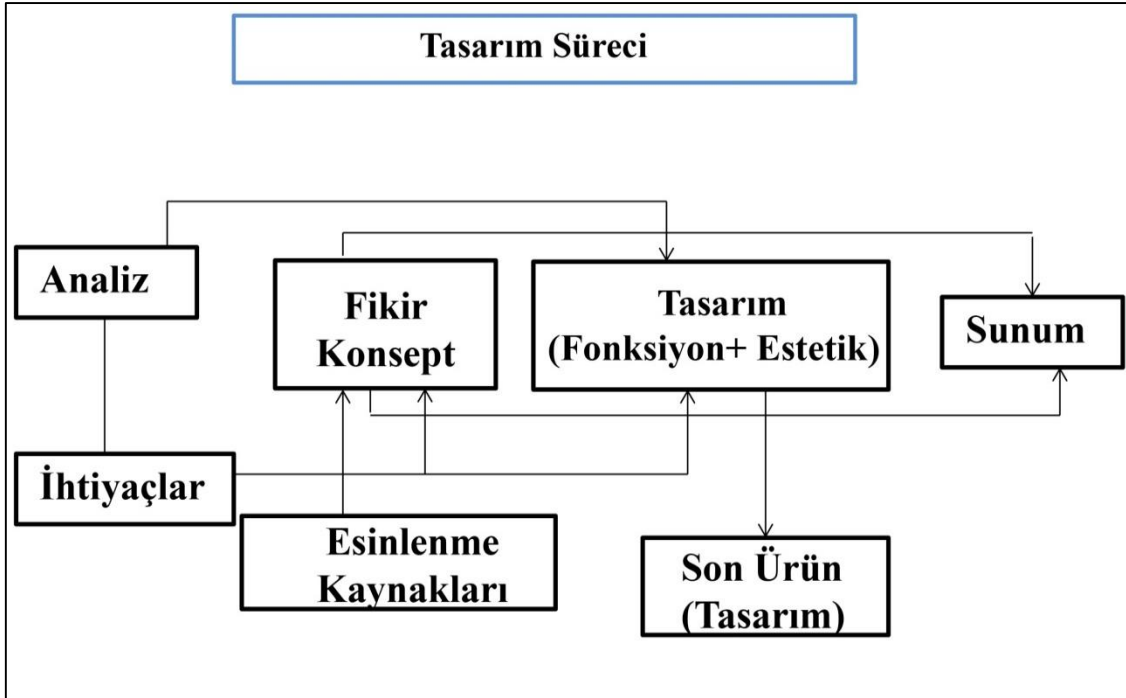 Tasarım Süreci
Analiz
Fikir
Konsept
Tasarım
(Fonksiyon+ Estetik)
Sunum
İhtiyaçlar
Esinlenme
Kaynakları
Son Ürün
(Tasarım)